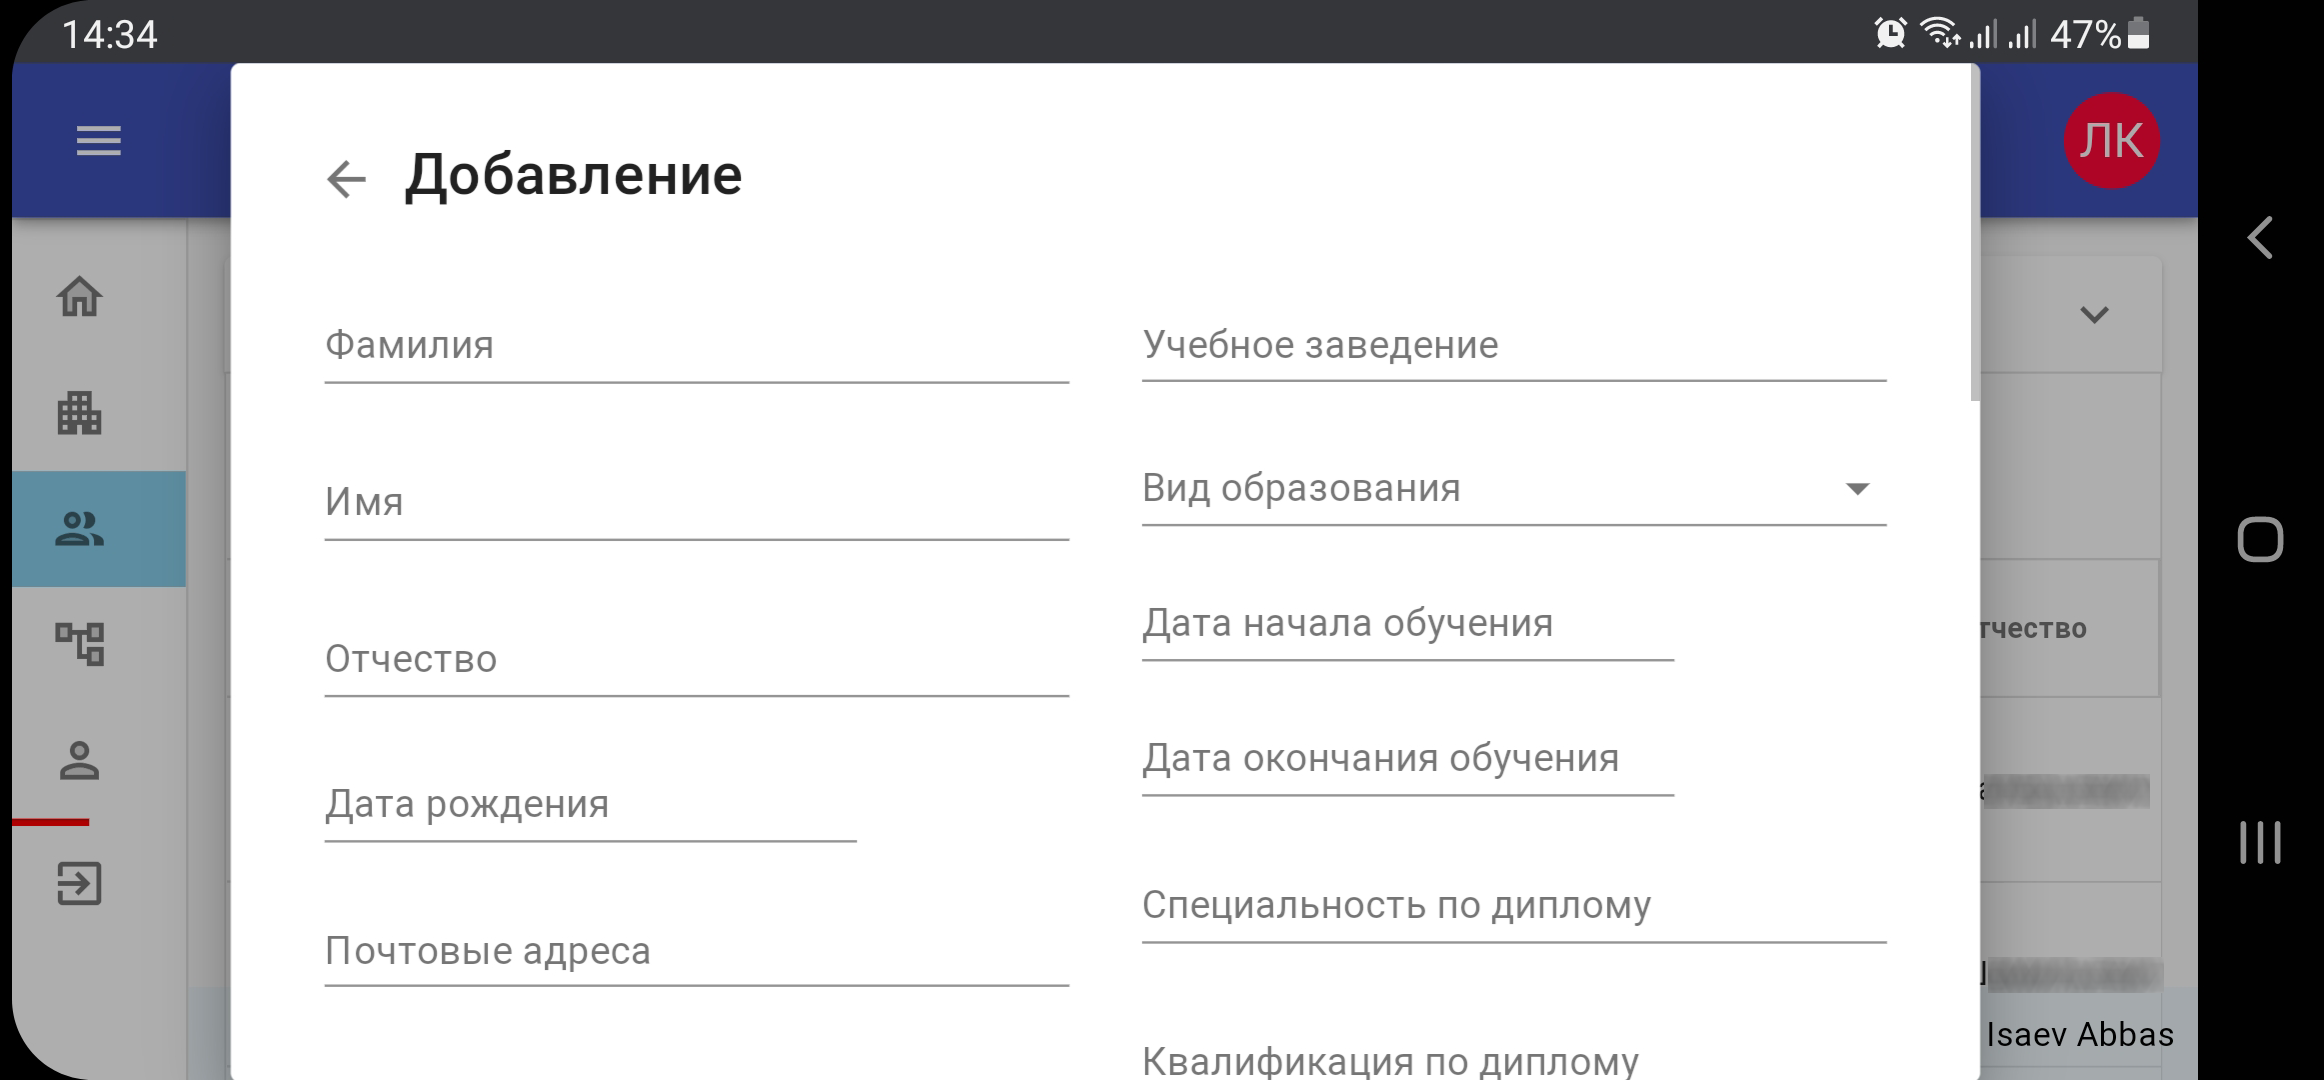 14:34
47%
ЛК
Добавление
Фамилия
Учебное заведение
Имя
Вид образования
Дата начала обучения
тчество
Отчество
Дата окончания обучения
Дата рождения
Специальность по диплому
Почтовые адреса
Квалификация по диплому
Isaev Abbas